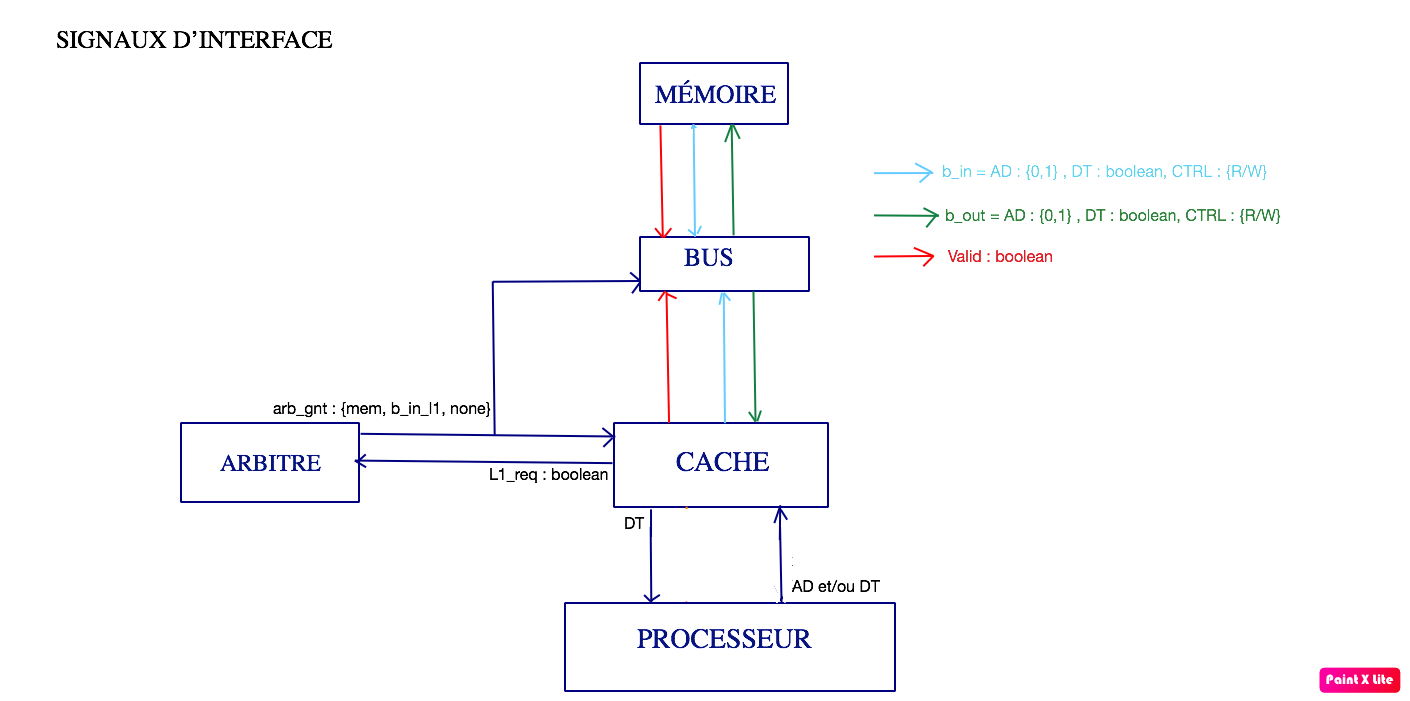 SIGNAUX D’INTERFACE
MÉMOIRE
b_in = AD : {0,1} , DT : boolean, CTRL : {R/W}
b_out = AD : {0,1} , DT : boolean, CTRL : {R/W}
BUS
Valid : boolean
arb_gnt : {mem, b_in_l1, none}
ARBITRE
CACHE
L1_req : boolean
DT
AD et/ou DT
PROCESSEUR
Paint X Lite